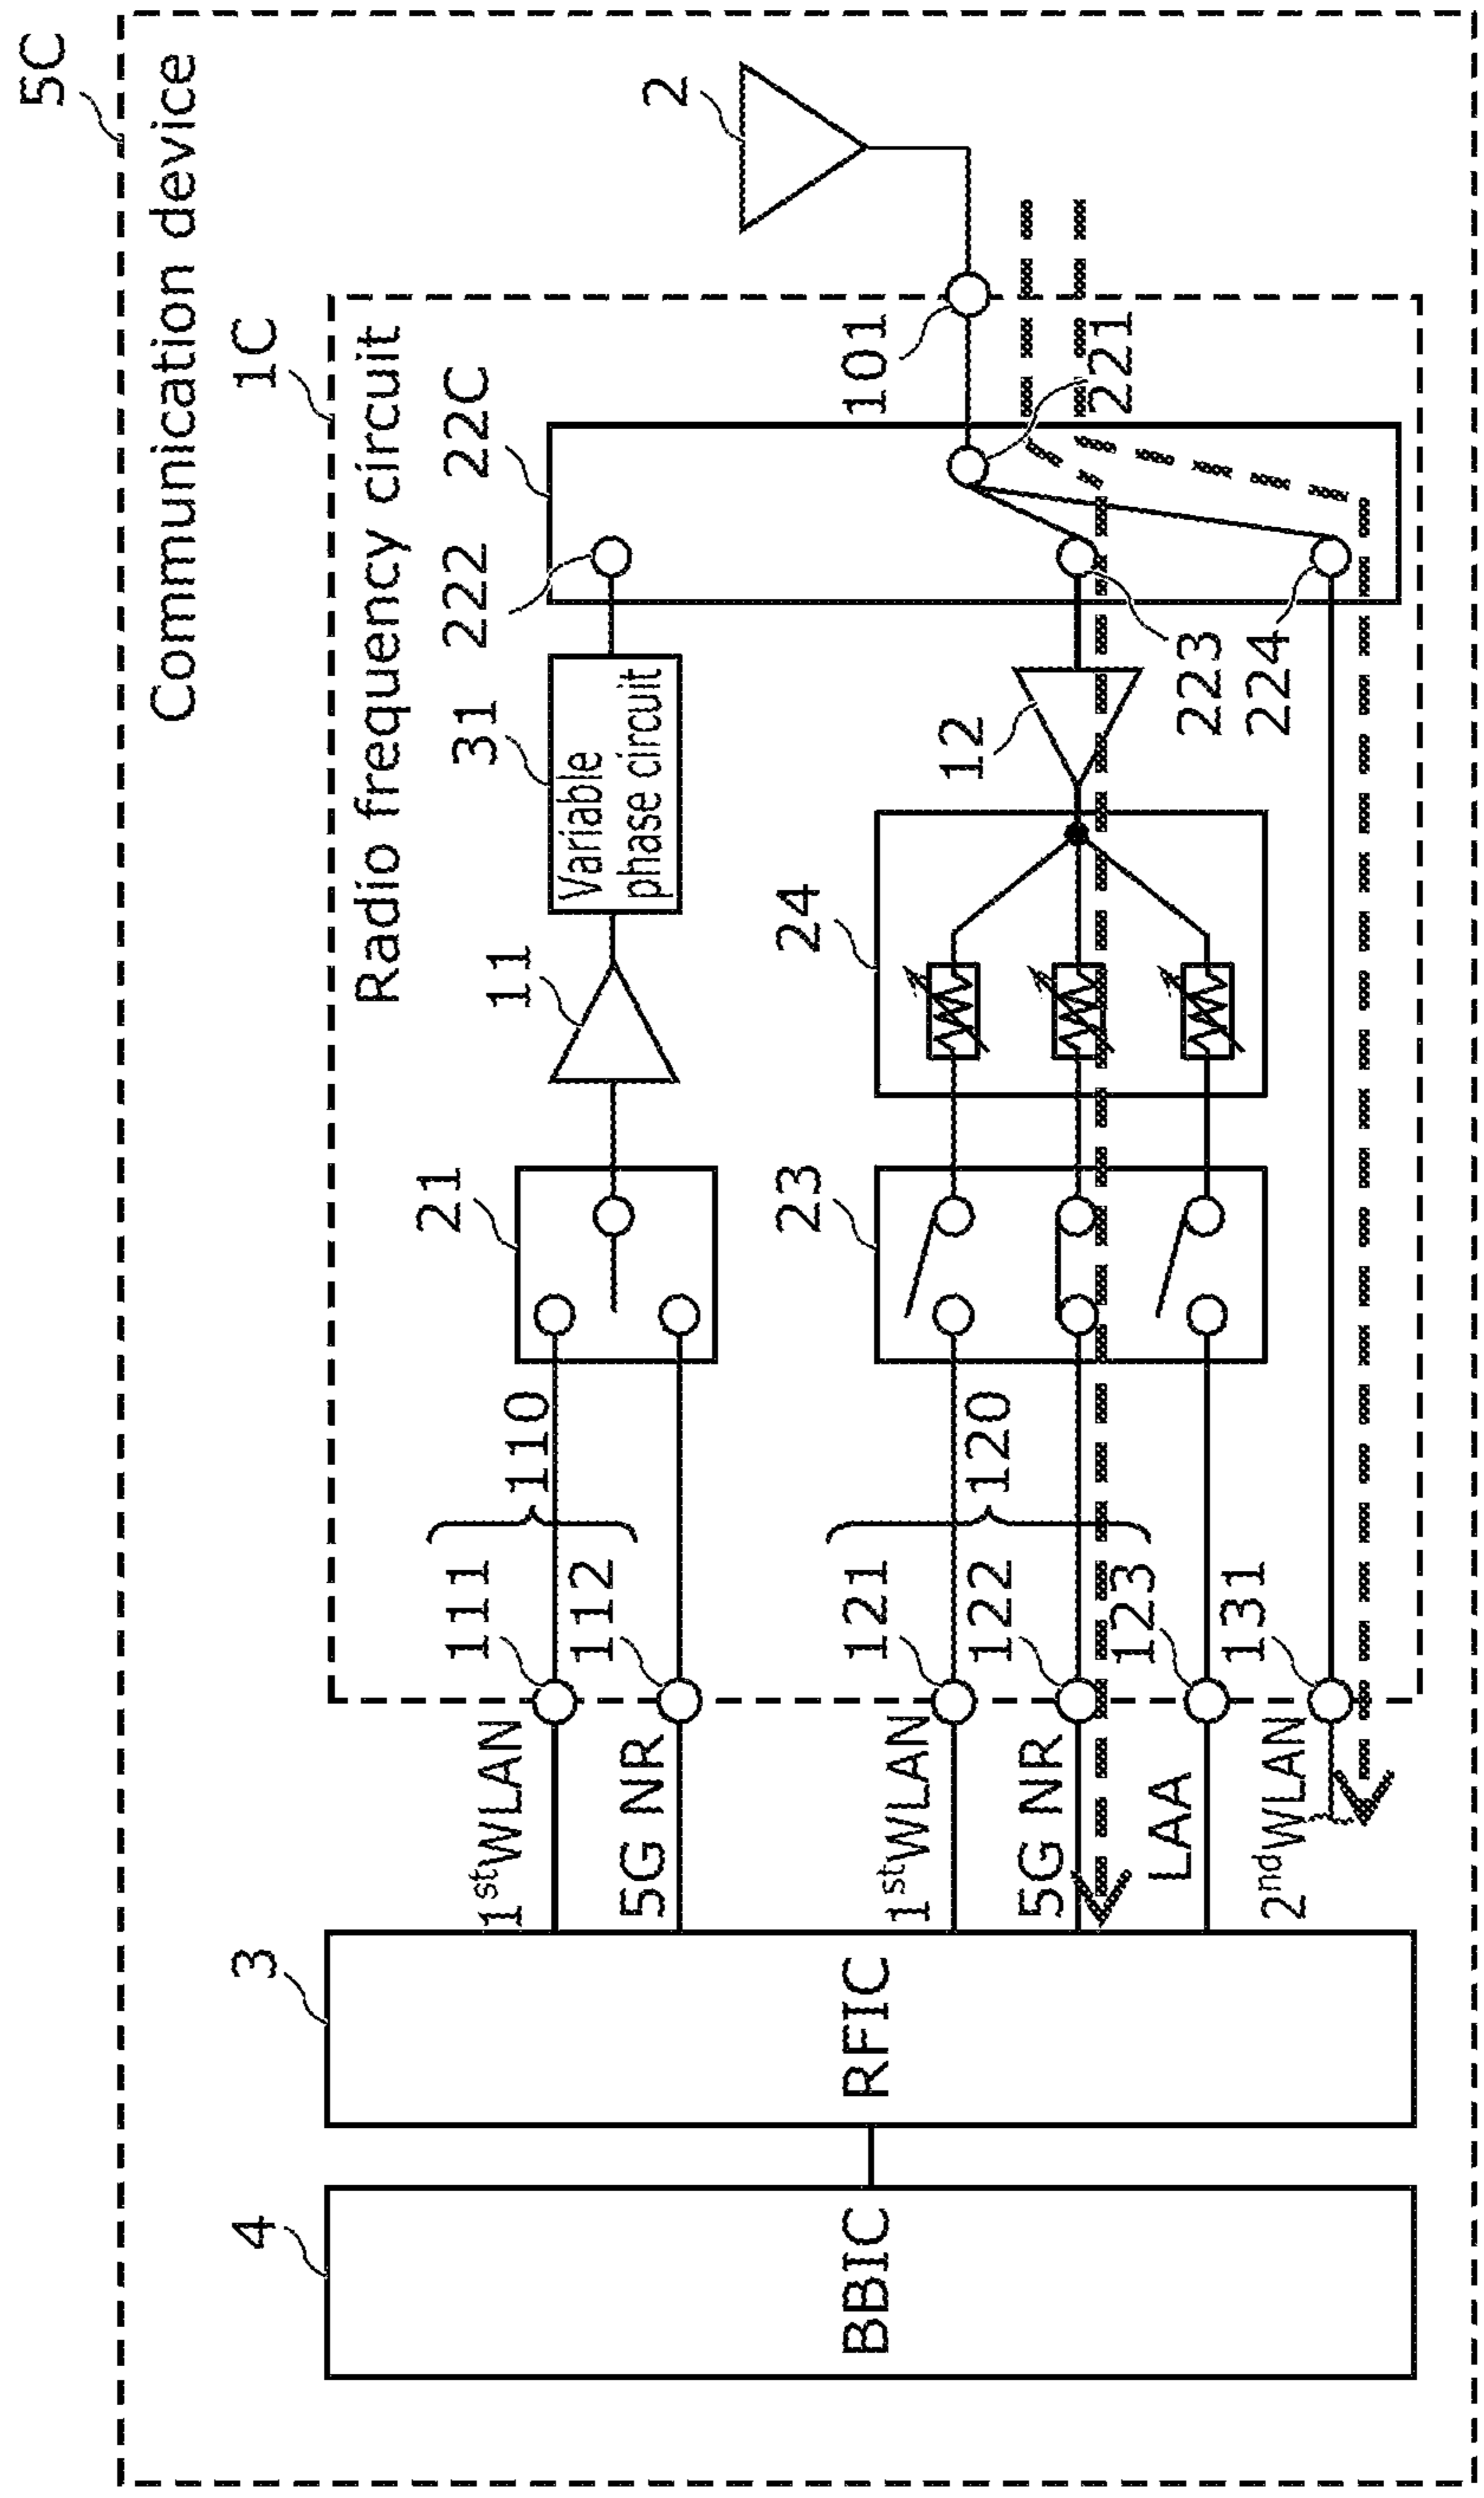 5C
Communication device
1C
Radio frequency circuit
2
101
22C
221
222
223
224
31
Variable
phase circuit
11
12
24
21
23
110
111
112
120
121
122
123
131
1stWLAN
5G NR
1stWLAN
5G NR
LAA
2ndWLAN
3
RFIC
4
BBIC